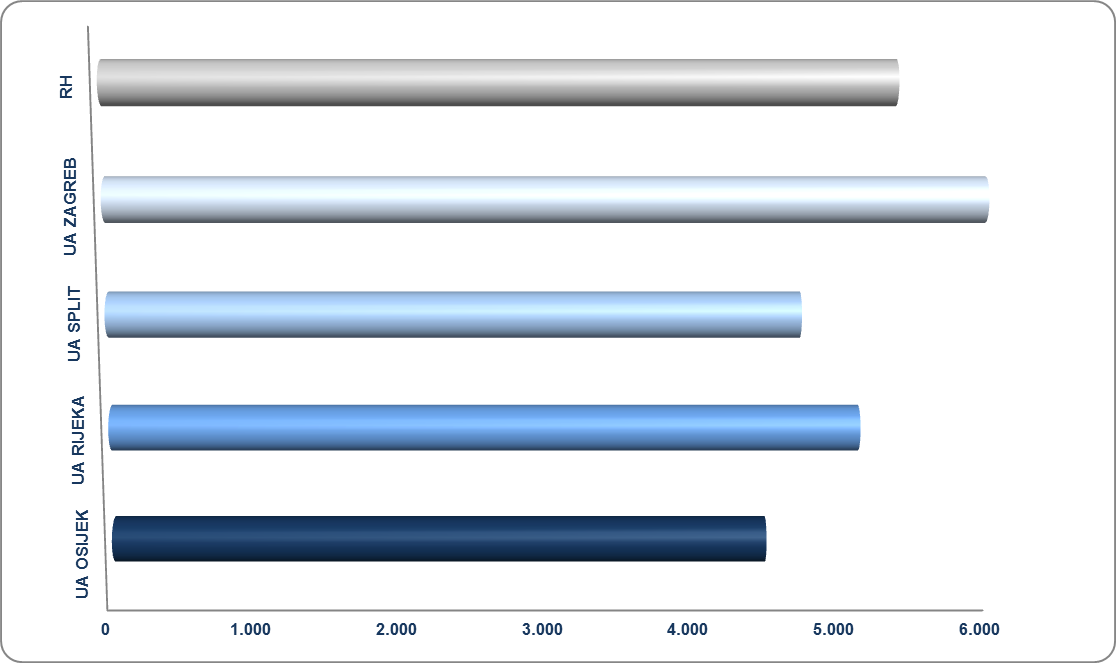 RH
UA ZAGREB
UA SPLIT
UA RIJEKA
UA OSIJEK
0 1.000 2.000 3.000 4.000 5.000 6.000